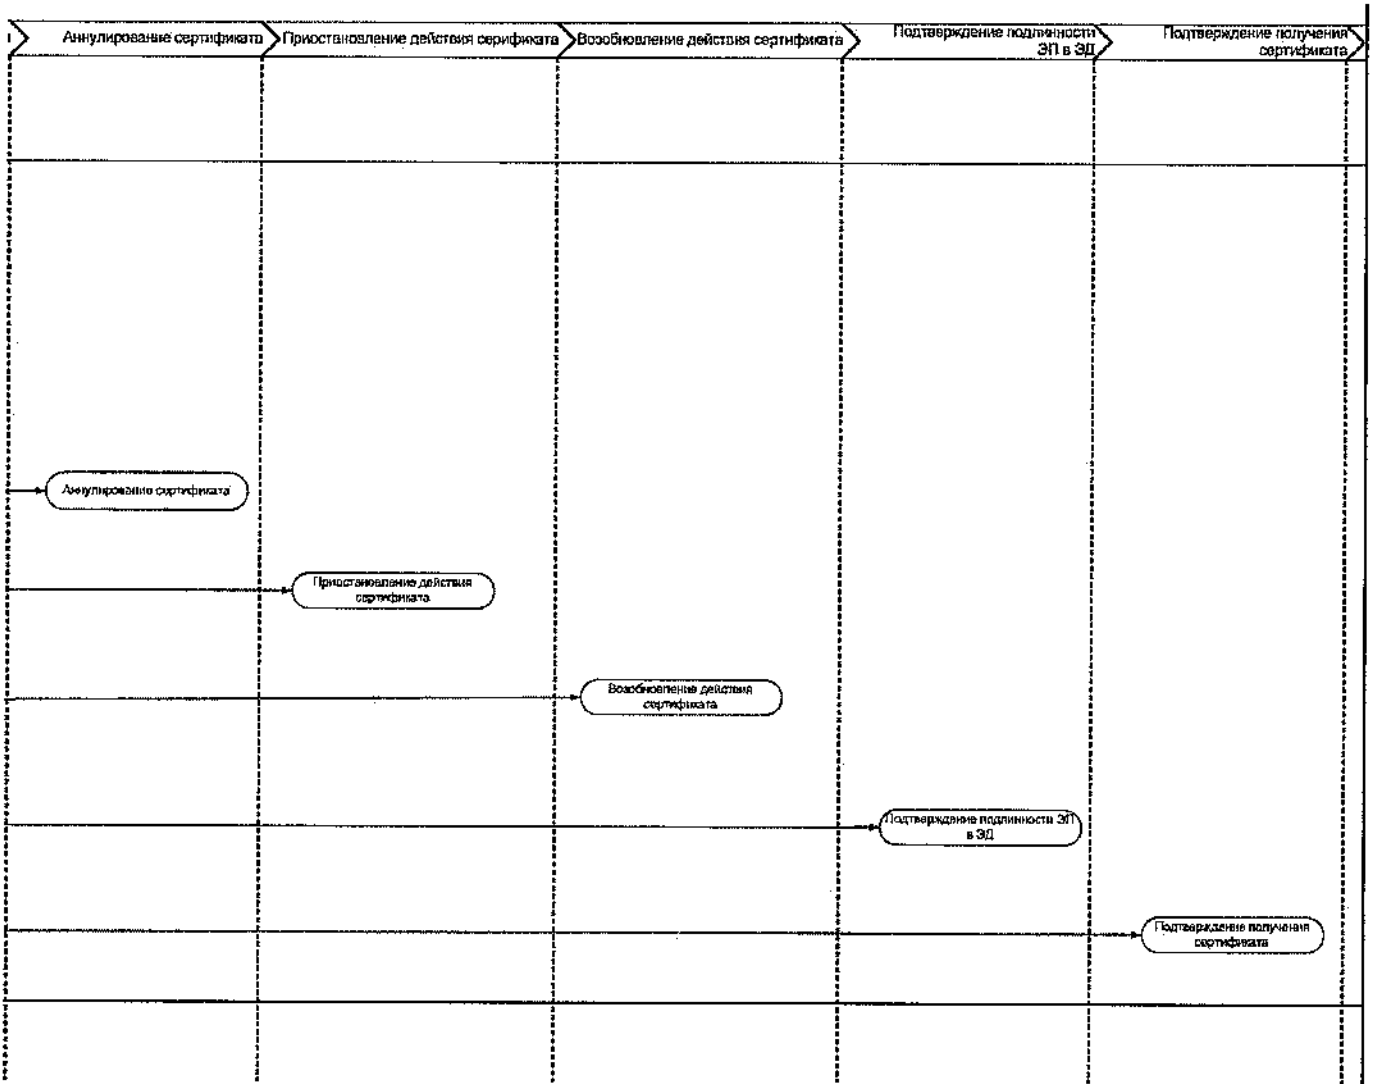 Аннулирование сертификата
Приостановление действия серификата
Возобновление действия сертификата
Подтверждение подлинности
ЭП в ЭД
Подтверждение получения
сертификата
Аннулирование сертификата
Приостановление действия
сертификата
Возобновление действия
сертификата
Подтверждение подлинности ЭП
в ЭД
Подтверждение получения
сертификата